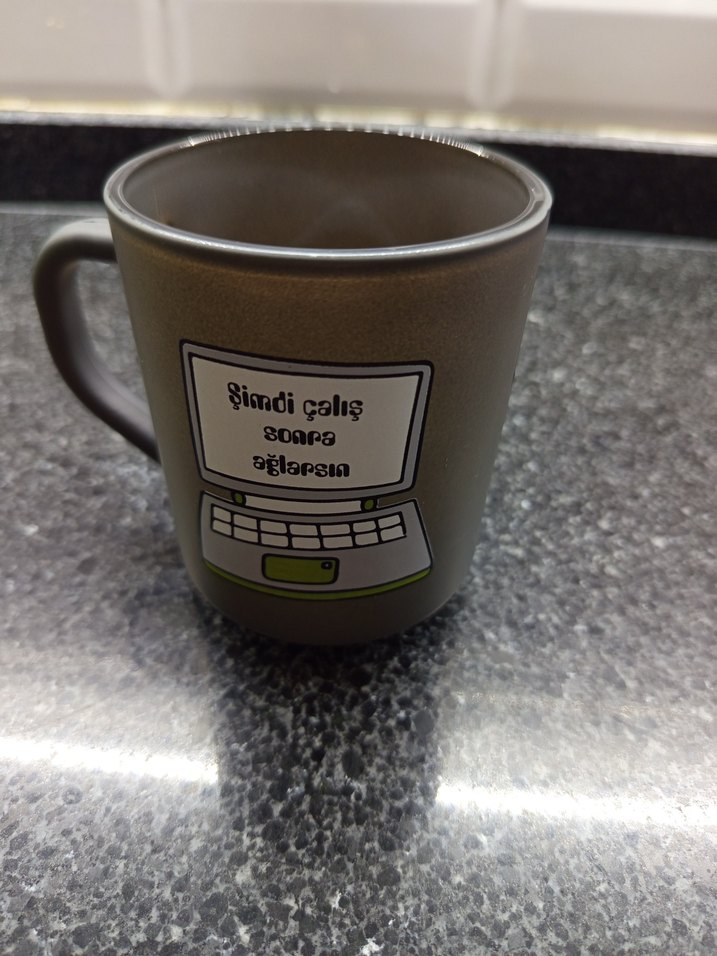 Şimdi çalış
sonra
ağlarsın